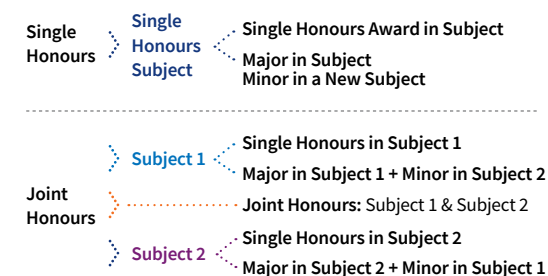 Single Honours
Single Honours Subject
Single Honours Award in Subject
Major in Subject
Minor in a New Subject
Joint Honours
Subject 1
Single Honours in Subject 1
Major in Subject 1 + Minor in Subject 2
Joint Honours: Subject 1 & Subject 2
Subject 2
Single Honours in Subject 2
Major in Subject 2 + Minor in Subject 1